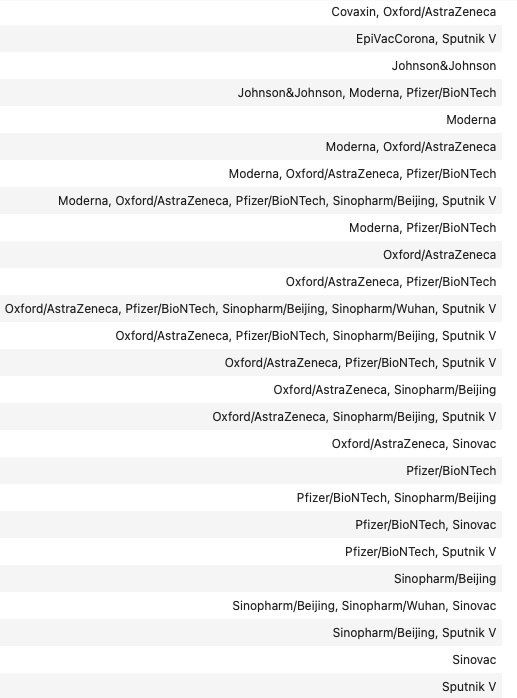 Covaxin, Oxford/AstraZeneca
EpiVacCorona, Sputnik V
Johnson&Johnson
Johnson&Johnson, Moderna, Pfizer/BioNTech
Moderna
Moderna, Oxford/AstraZeneca
Moderna, Oxford/AstraZeneca, Pfizer/BioNTech
Moderna, Oxford/AstraZeneca, Pfizer/BioNTech, Sinopharm/Beijing, Sputnik V
Moderna, Pfizer/BioNTech
Oxford/AstraZeneca
Oxford/AstraZeneca, Pfizer/BioNTech
Oxford/AstraZeneca, Pfizer/BioNTech, Sinopharm/Beijing, Sinopharm/Wuhan, Sputnik V
Oxford/AstraZeneca, Pfizer/BioNTech, Sinopharm/Beijing, Sputnik V
Oxford/AstraZeneca, Pfizer/BioNTech, Sputnik V
Oxford/AstraZeneca, Sinopharm/Beijing
Oxford/AstraZeneca, Sinopharm/Beijing, Sputnik V
Oxford/AstraZeneca, Sinovac
Pfizer/BioNTech
Pfizer/BioNTech, Sinopharm/Beijing
Pfizer/BioNTech, Sinovac
Pfizer/BioNTech, Sputnik V
Sinopharm/Beijing
Sinopharm/Beijing, Sinopharm/Wuhan, Sinovac
Sinopharm/Beijing, Sputnik V
Sinovac
Sputnik V